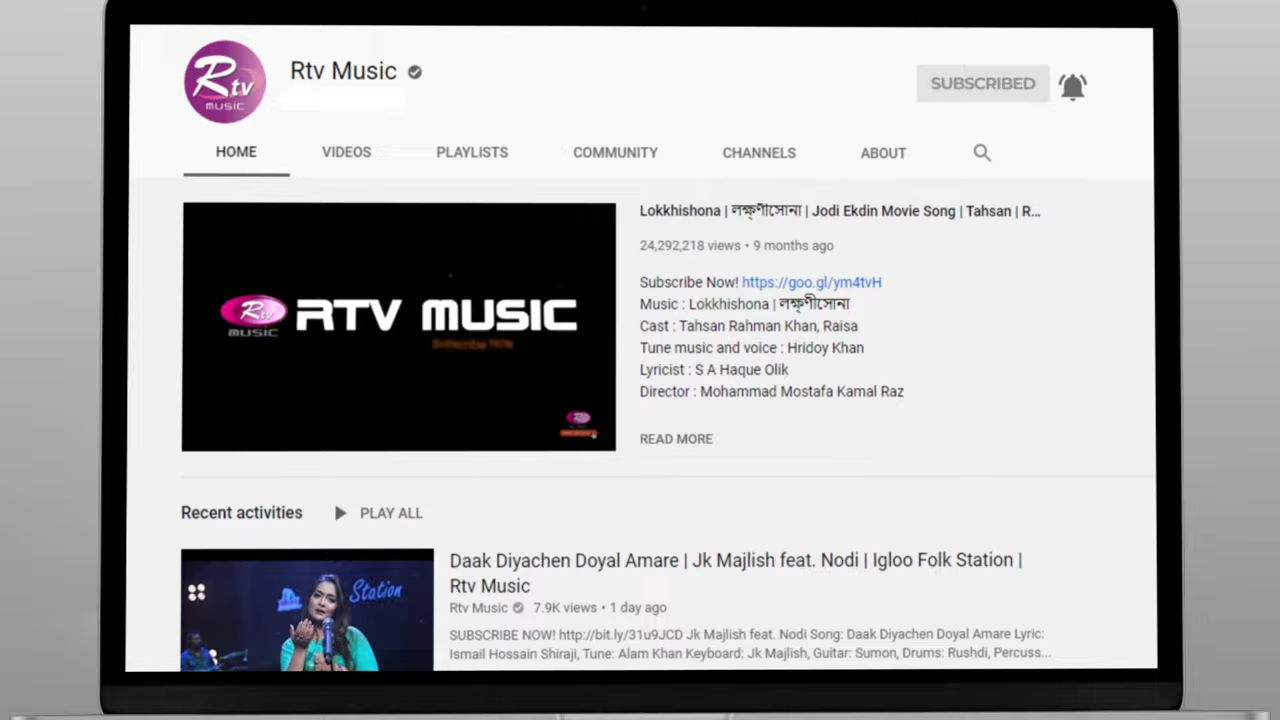 Rtv
MUSIC
Rtv Music
SUBSCRIBED
HOME
VIDEOS
PLAYLISTS
COMMUNITY
CHANNELS
ABOUT
Rtv
MUSIC
RTV MUSIC
Subscribe Now
Lokkhishona | লক্ষ্ণীসোনা | Jodi Ekdin Movie Song | Tahsan | R...
24,292,218 views • 9 months ago
Subscribe Now! https://goo.gl/ym4tvH
Music : Lokkhishona | লক্ষ্ণীসোনা
Cast : Tahsan Rahman Khan, Raisa
Tune music and voice : Hridoy Khan
Lyricist : S A Haque Olik
Director : Mohammad Mostafa Kamal Raz
READ MORE
Recent activities
PLAY ALL
Station
Daak Diyachen Doyal Amare | Jk Majlish feat. Nodi | Igloo Folk Station |
Rtv Music
Rtv Music 7.9K views • 1 day ago
SUBSCRIBE NOW! http://bit.ly/31u9JCD Jk Majlish feat. Nodi Song: Daak Diyachen Doyal Amare Lyric:
Ismail Hossain Shiraji, Tune: Alam Khan Keyboard: Jk Majlish, Guitar: Sumon, Drums: Rushdi, Percuss...